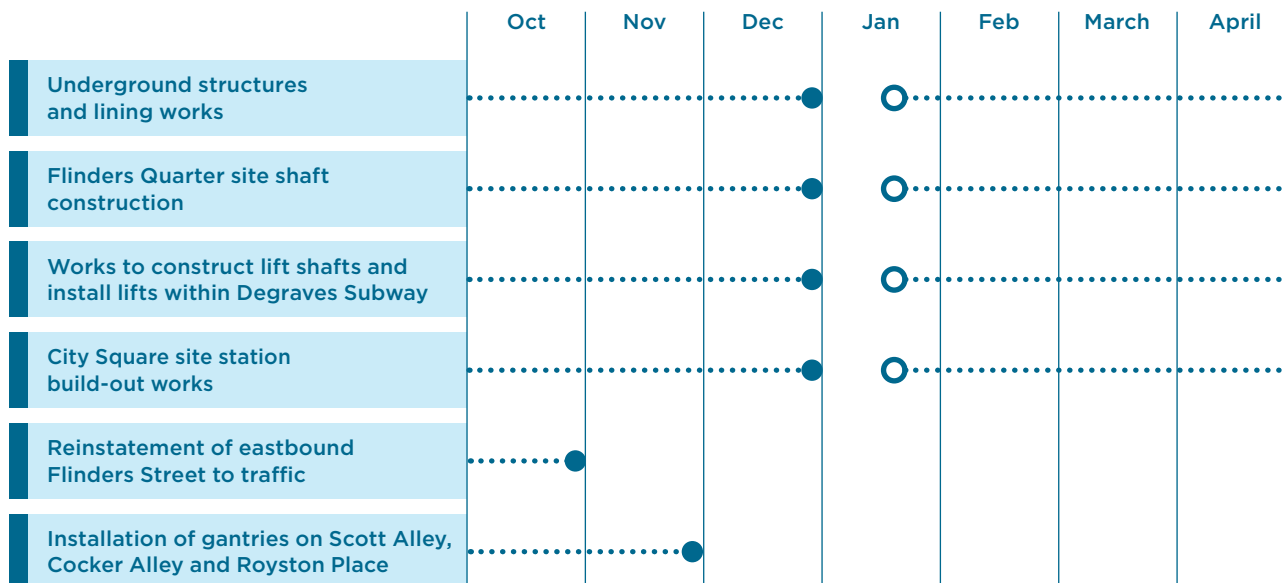 Oct Nov Dec Jan Feb March April
Underground structures
and lining works
Flinders Quarter site shaft
construction
Works to construct lift shafts and
install lifts within Degraves Subway
City Square site station
build-out works
Reinstatement of eastbound
Flinders Street to traffic
Installation of gantries on Scott Alley,
Cocker Alley and Royston Place